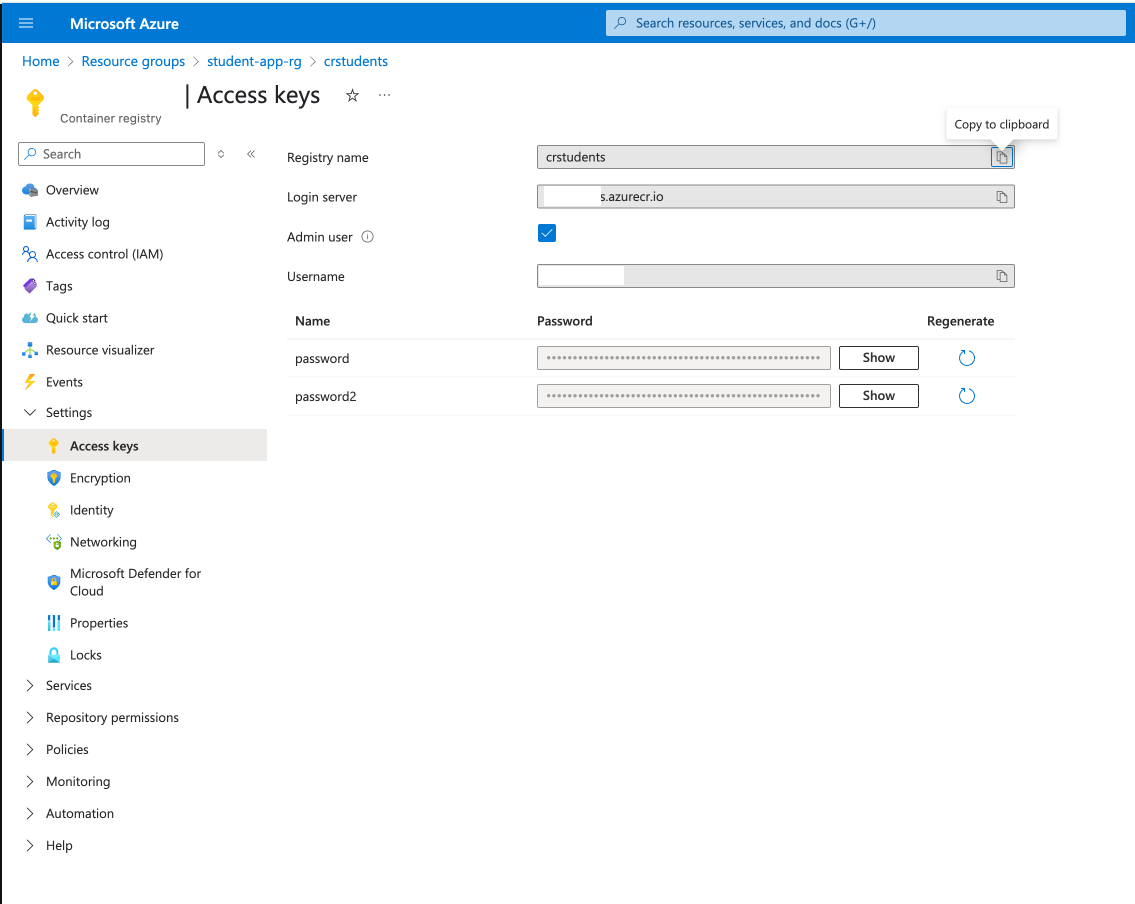 Microsoft Azure
Search resources, services, and docs (G+/)
Home > Resource groups > student-app-rg > crstudents
| Access keys
Container registry
Copy to clipboard
Search
Overview
Activity log
Access control (IAM)
Tags
Quick start
Resource visualizer
Events
Settings
Access keys
Encryption
Identity
Networking
Microsoft Defender for
Cloud
Properties
Locks
Services
Repository permissions
Policies
Monitoring
Automation
Help
Registry name crstudents
Login server s.azurecr.io
Admin user
Username
Name Password Regenerate
password Show
password2 Show